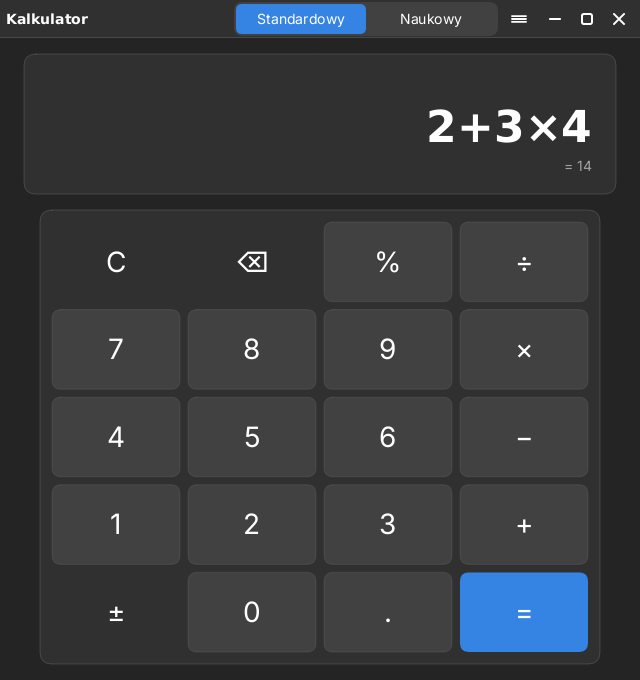 Kalkulator Standardowy Naukowy
2+3×4
= 14
C % ÷
7 8 9 ×
4 5 6 −
1 2 3 +
± 0 . =